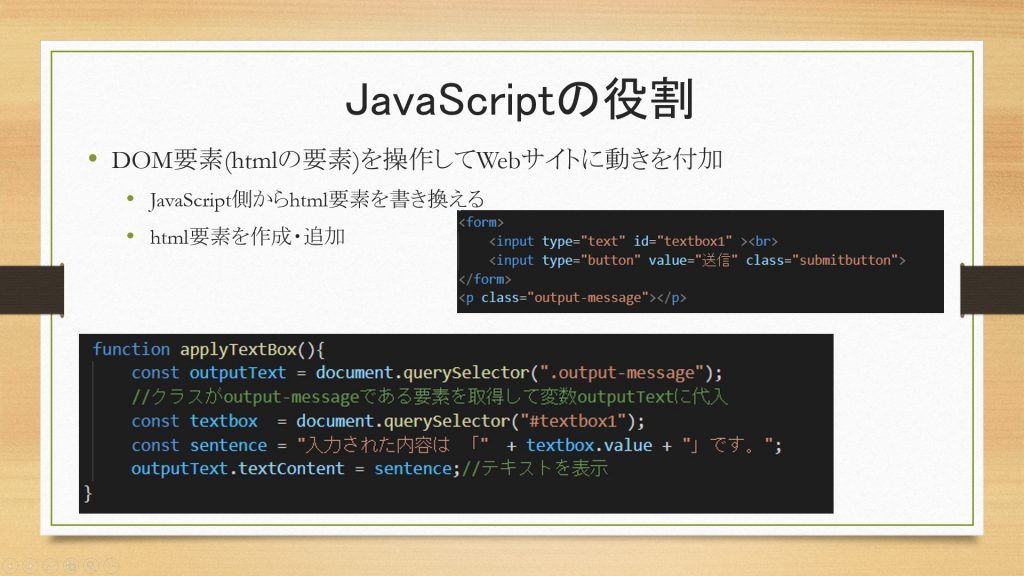 JavaScriptの役割
• DOM要素(htmlの要素)を操作してWebサイトに動きを付加
• JavaScript側からhtml要素を書き換える
• html要素を作成・追加
<form>
<input type="text" id="textbox1" ><br>
<input type="button" value="送信" class="submitbutton">
</form>
<p class="output-message"></p>
function applyTextBox(){
const outputText = document.querySelector(".output-message");
//クラスがoutput-messageである要素を取得して変数outputTextに代入
const textbox  = document.querySelector("#textbox1");
const sentence = "入力された内容は 「"  + textbox.value + "」です。";
outputText.textContent = sentence;//テキストを表示
}